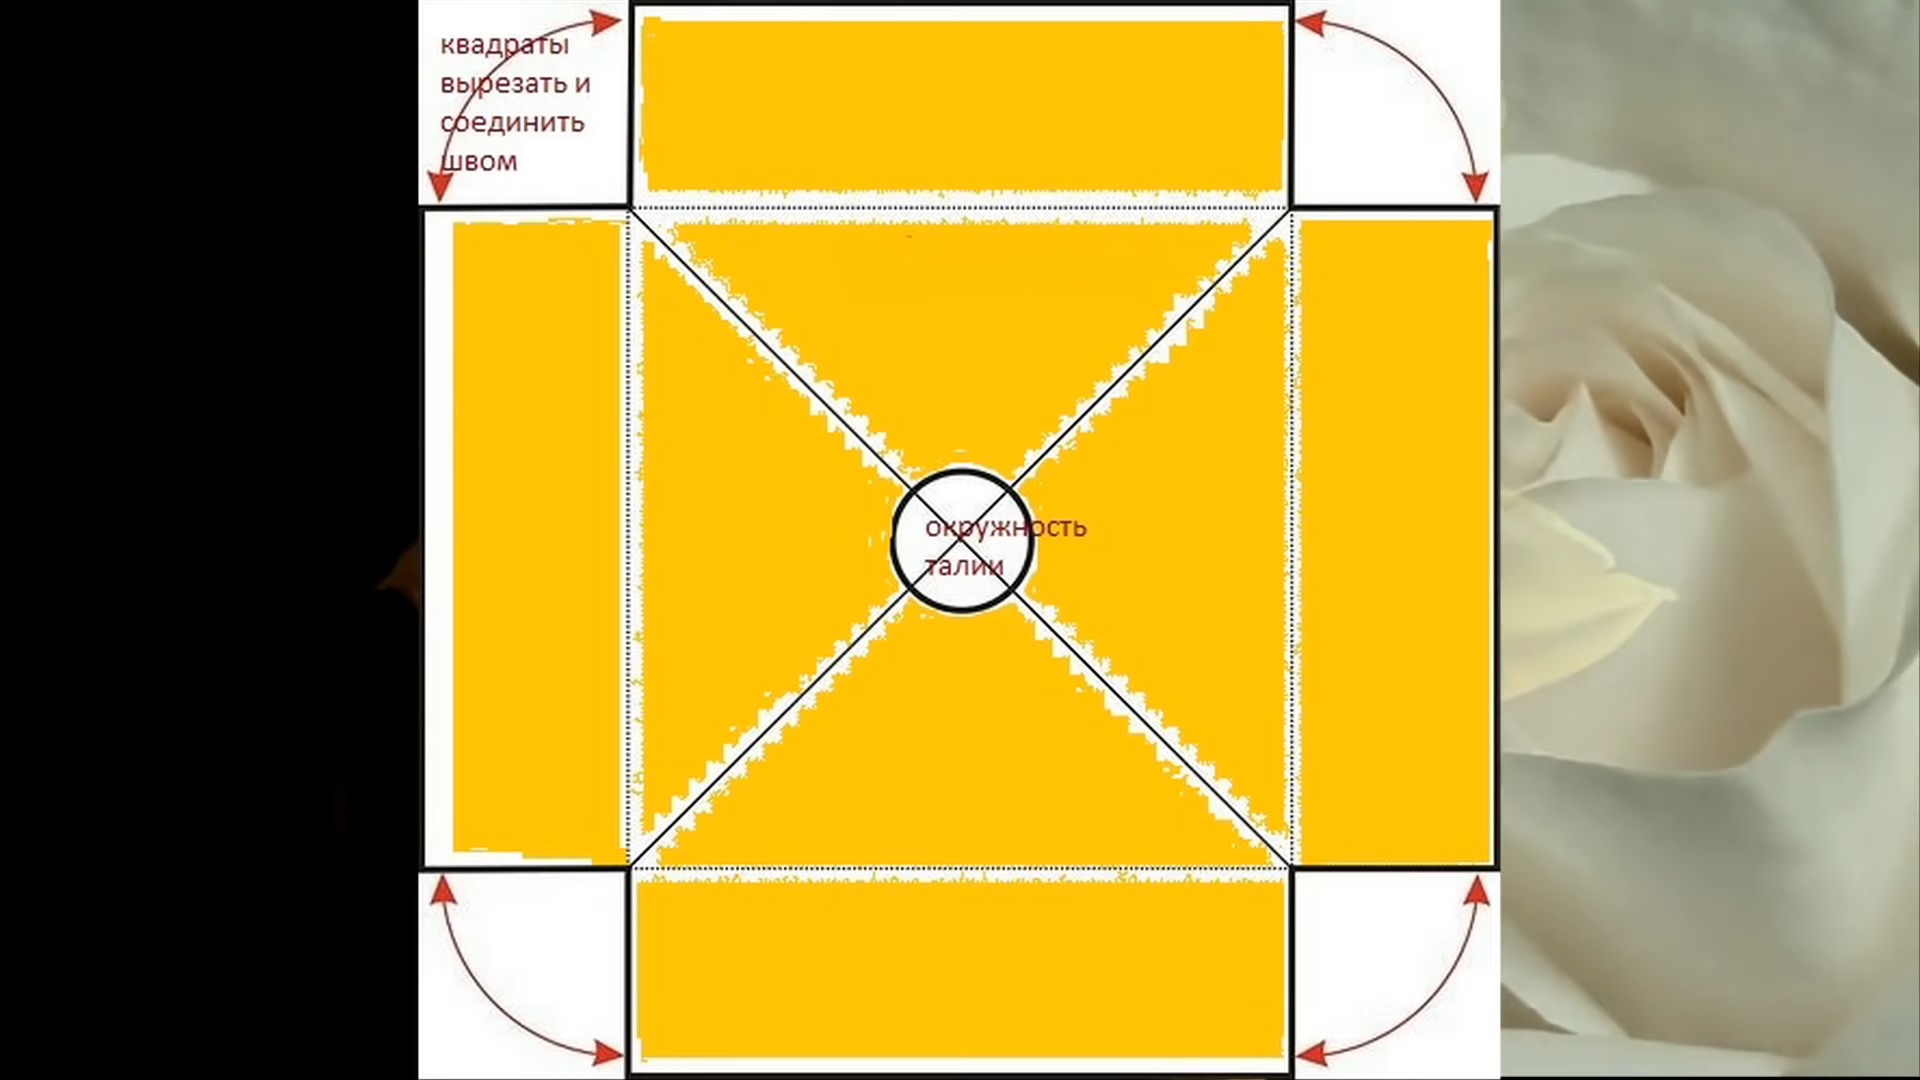 квадраты
вырезать и
соединить
швом
окружность
талии